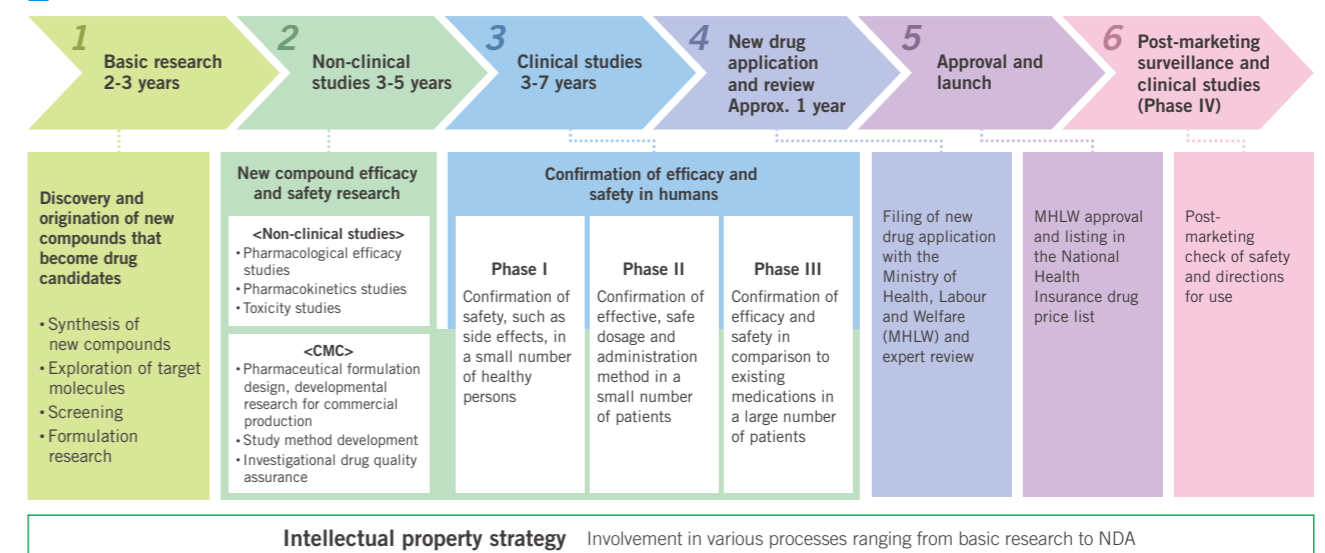 1
Basic research
2-3 years
2
Non-clinical
studies 3-5 years
3
Clinical studies
3-7 years
4
New drug
application
and review
Approx. 1 year
5
Approval and
launch
6
Post-marketing
surveillance and
clinical studies
(Phase IV)
Discovery and
origination of new
compounds that
become drug
candidates
• Synthesis of
new compounds
• Exploration of target
molecules
• Screening
• Formulation
research
New compound efficacy
and safety research
<Non-clinical studies>
• Pharmacological efficacy
studies
• Pharmacokinetics studies
• Toxicity studies
<CMC>
• Pharmaceutical formulation
design, developmental
research for commercial
production
• Study method development
• Investigational drug quality
assurance
Confirmation of efficacy and
safety in humans
Phase I
Confirmation of
safety, such as
side effects, in
a small number
of healthy
persons
Phase II
Confirmation of
effective, safe
dosage and
administration
method in a
small number
of patients
Phase III
Confirmation of
efficacy and
safety in
comparison to
existing
medications in
a large number
of patients
Filing of new
drug application
with the
Ministry of
Health, Labour
and Welfare
(MHLW) and
expert review
MHLW approval
and listing in
the National
Health
Insurance drug
price list
Post-
marketing
check of safety
and directions
for use
Intellectual property strategy Involvement in various processes ranging from basic research to NDA